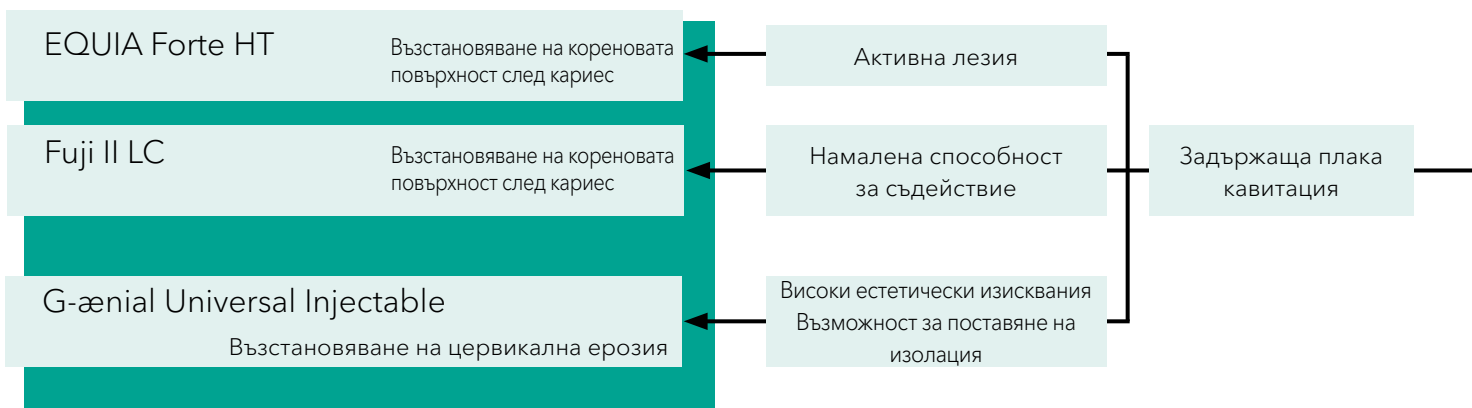 EQUIA Forte HT
Възстановяване на кореновата
повърхност след кариес
Активна лезия
Fuji II LC
Възстановяване на кореновата
повърхност след кариес
Намалена способност
за съдействие
Задържаща плака
кавитация
G-ænial Universal Injectable
Възстановяване на цервикална ерозия
Високи естетически изисквания
Възможност за поставяне на
изолация